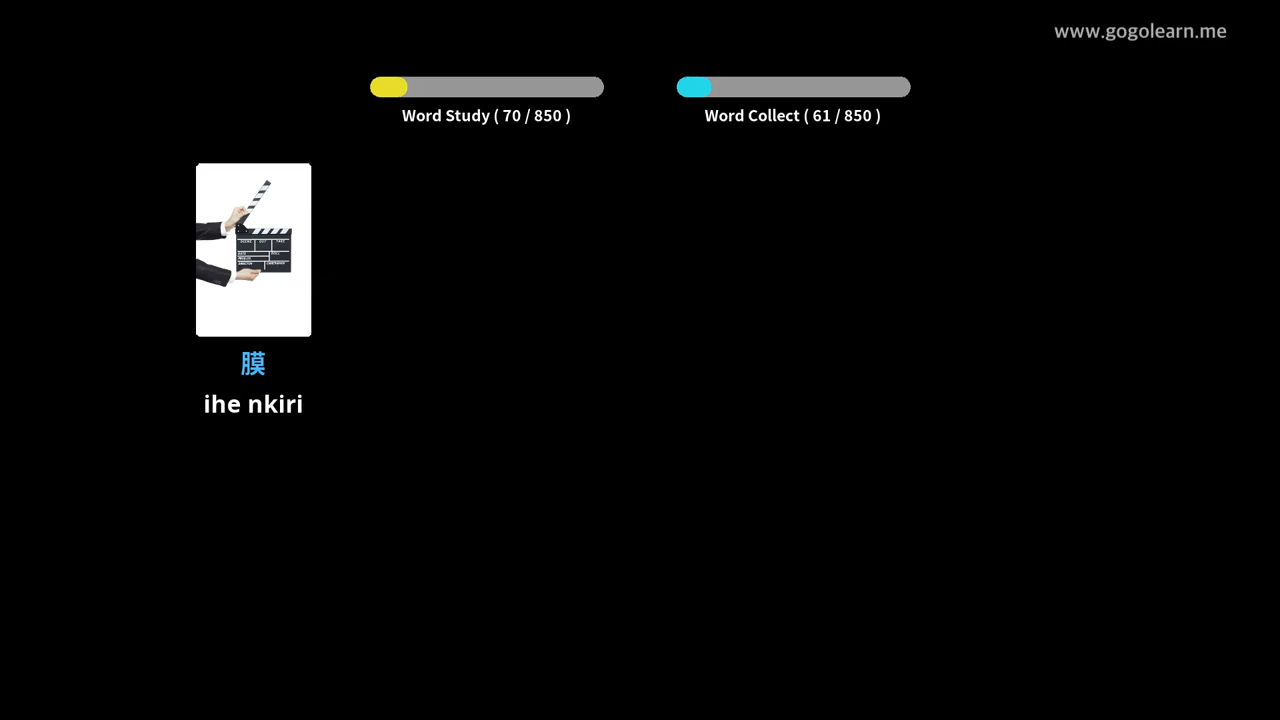 www.gogolearn.me
Word Study ( 70 / 850 )
Word Collect ( 61 / 850 )
膜
ihe nkiri